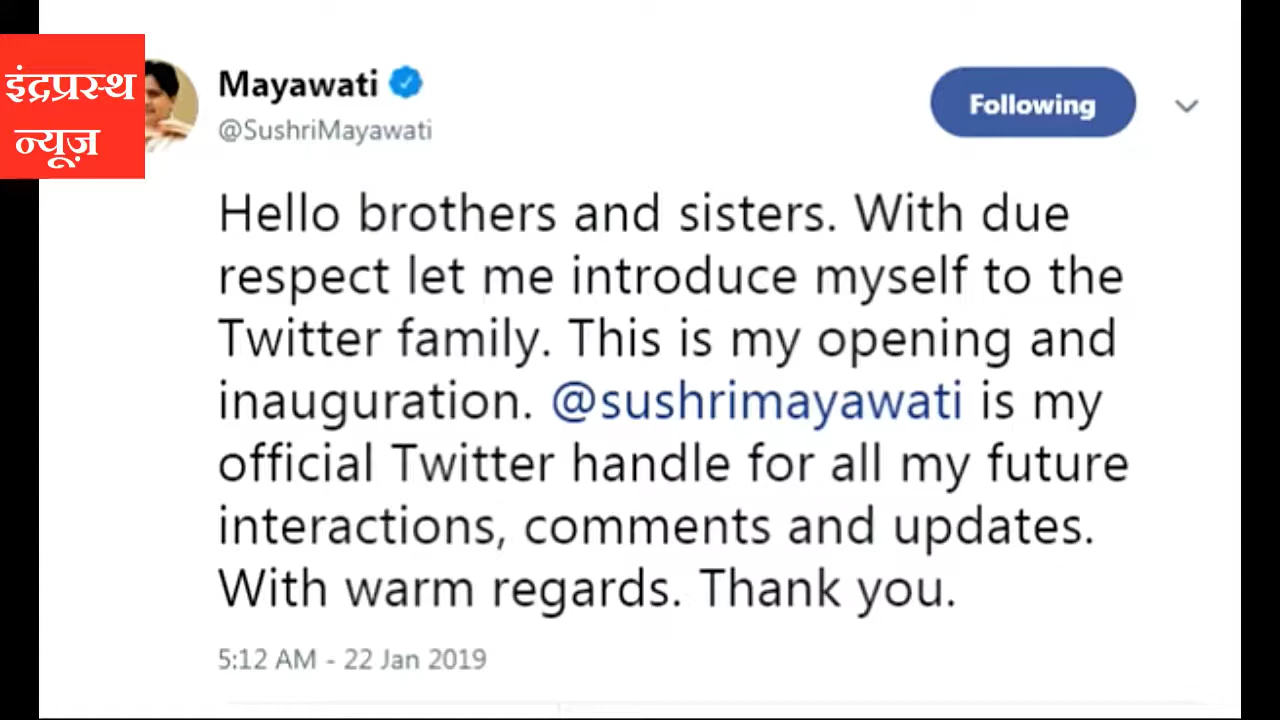 इंद्रप्रस्थ
न्यूज़
Mayawati
@SushriMayawati
Following
Hello brothers and sisters. With due
respect let me introduce myself to the
Twitter family. This is my opening and
inauguration. @sushrimayawati is my
official Twitter handle for all my future
interactions, comments and updates.
With warm regards. Thank you.
5:12 AM - 22 Jan 2019